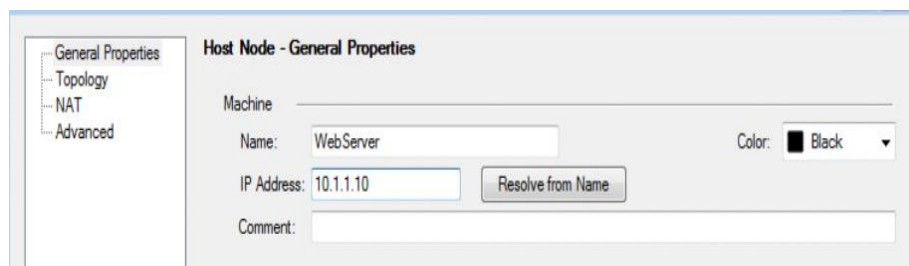 General Properties
Topology
NAT
Advanced
Host Node - General Properties
Machine
Name: WebServer Color: Black
IP Address: 10.1.1.10 Resolve from Name
Comment: